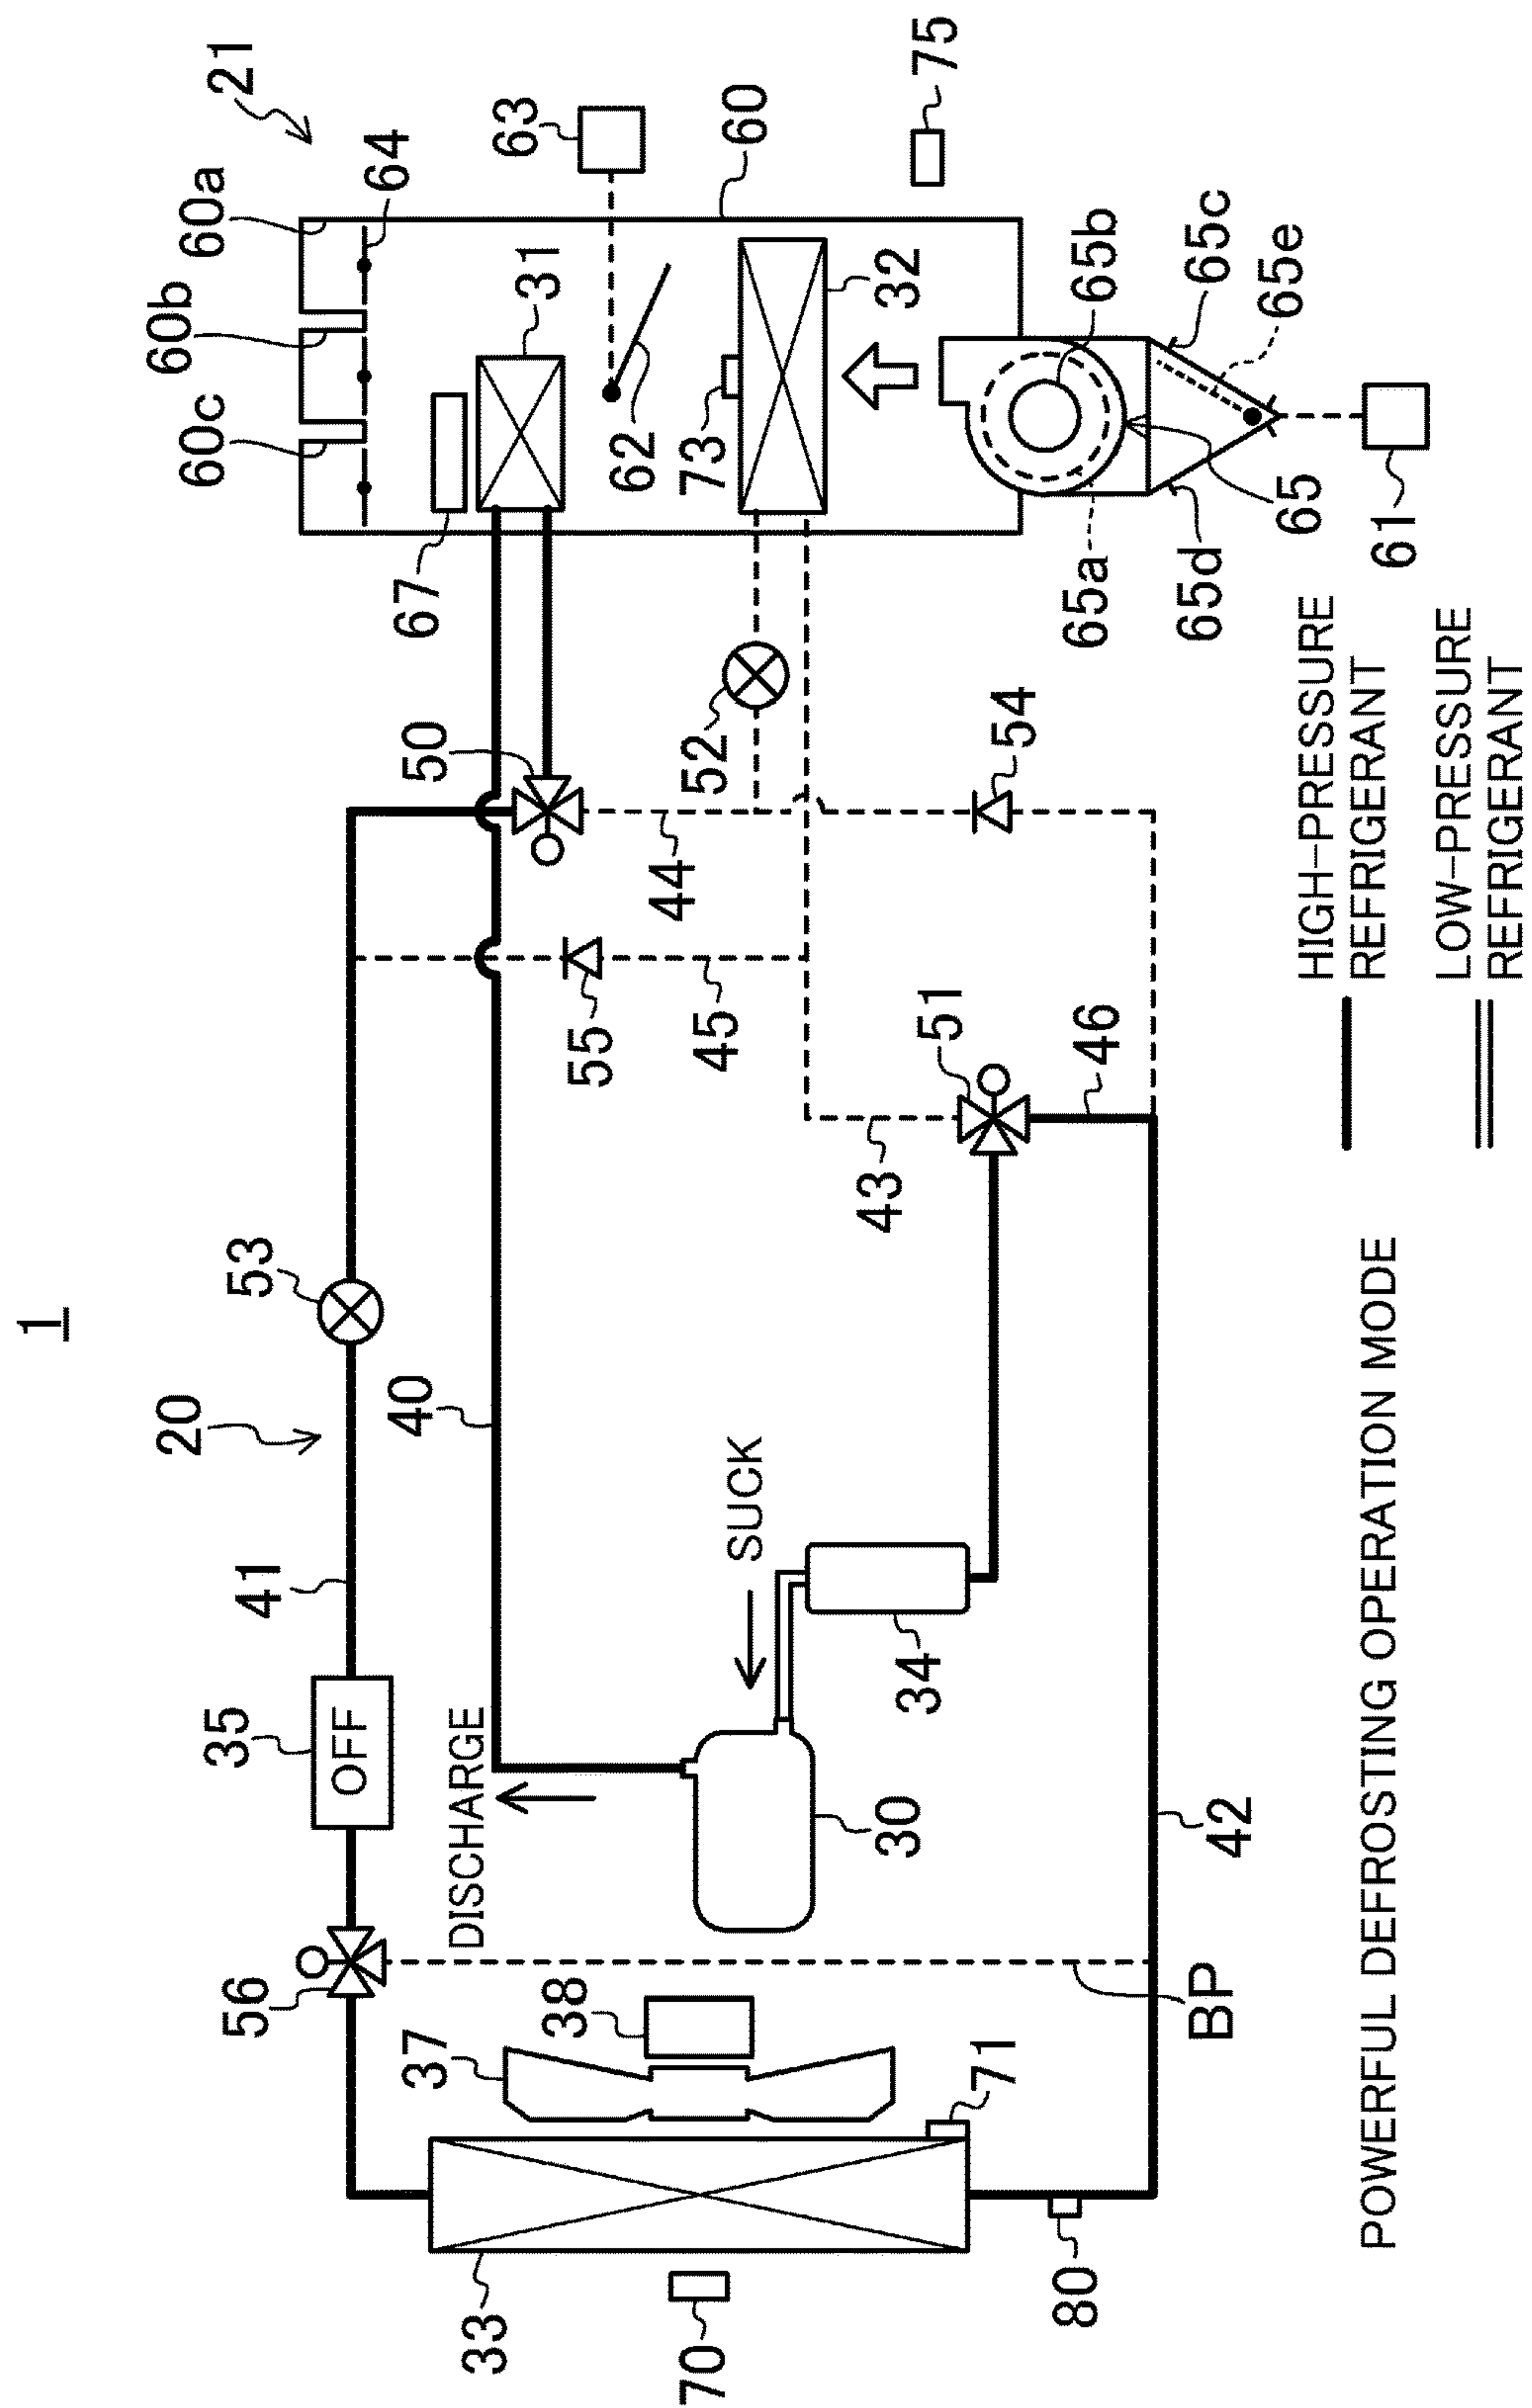 1
21
60a
60b
60c
64
63
75
60
31
67
62
73
32
65b
65c
65e
65
65a
65d
61
50
52
54
44
55
45
51
46
43
53
20
40
41
SUCK
35
OFF
DISCHARGE
34
30
42
56
38
37
BP
71
33
70
80
HIGH-PRESSURE
REFRIGERANT
LOW-PRESSURE
REFRIGERANT
POWERFUL DEFROSTING OPERATION MODE